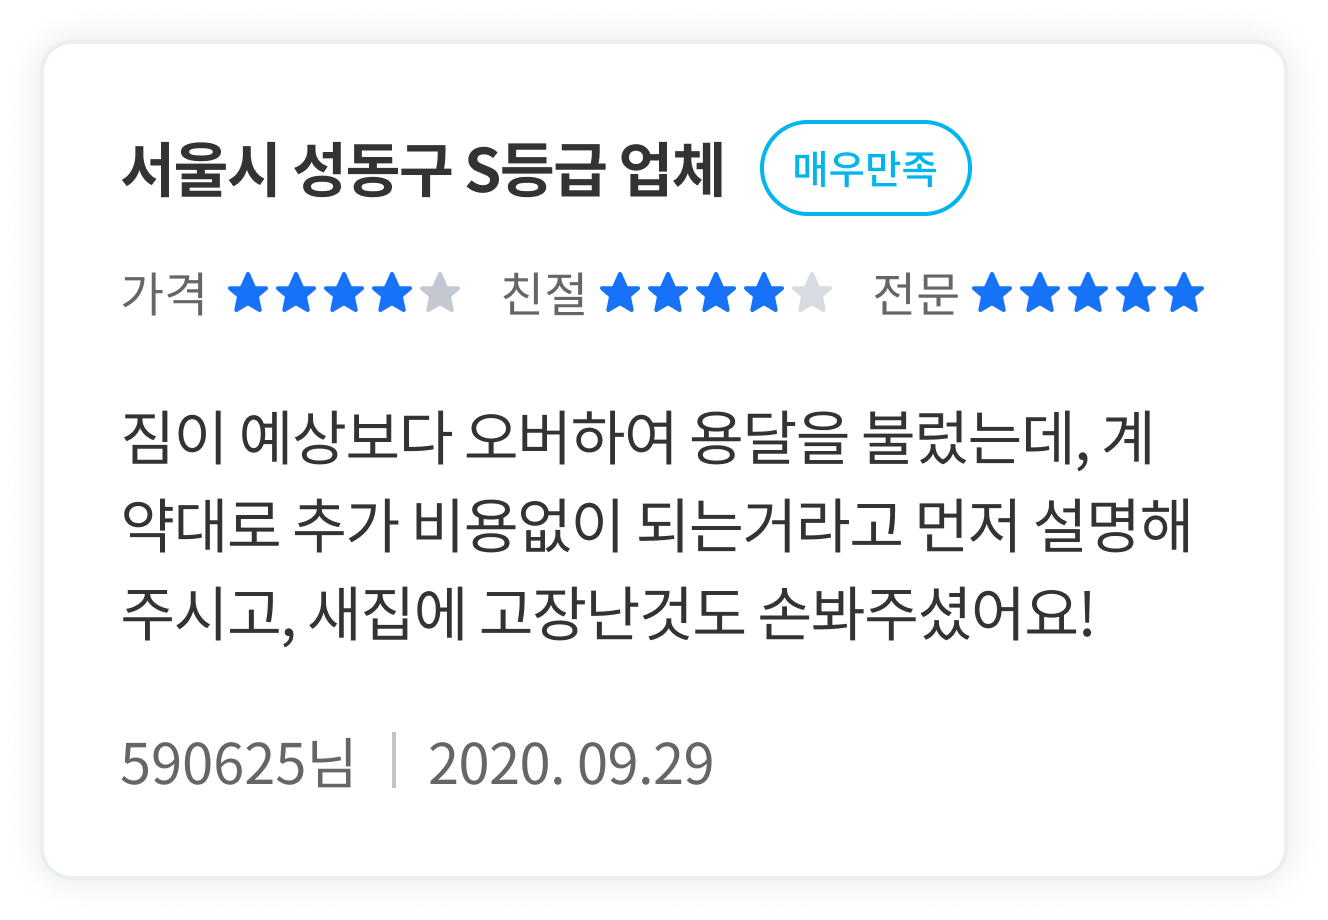 서울시 성동구 S등급 업체 매우만족
가격 ★★★★★ 친절 ★★★★★ 전문 ★★★★★
짐이 예상보다 오버하여 용달을 불렀는데, 계
약대로 추가 비용없이 되는거라고 먼저 설명해
주시고, 새집에 고장난것도 손봐주셨어요!
590625님 | 2020. 09.29